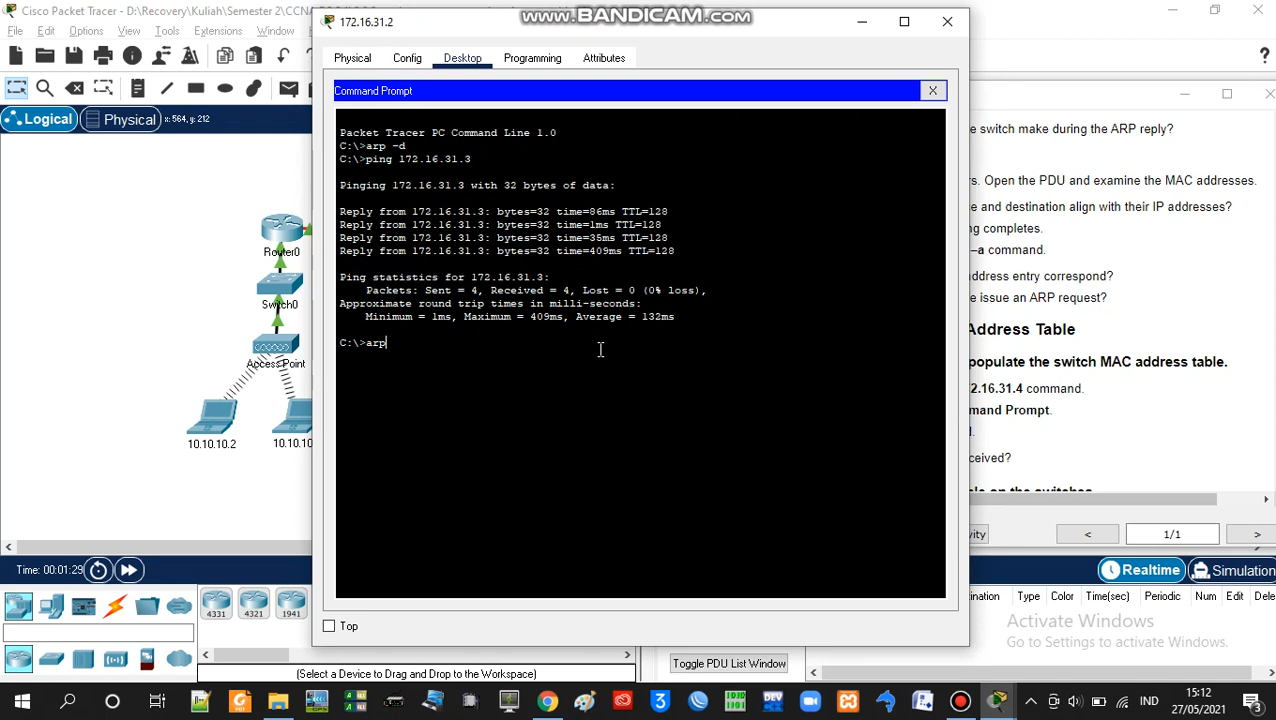 Cisco Packet Tracer - D:\Recovery\Kuliah\Semester 2\CCNA
www.BANDICAM.com
172.16.31.2
File Edit Options View Tools Extensions Window
Physical Config Desktop Programming Attributes
Command Prompt X
Logical Physical x: 564, y: 212
Packet Tracer PC Command Line 1.0
C:\>arp -d
C:\>ping 172.16.31.3
Pinging 172.16.31.3 with 32 bytes of data:
Reply from 172.16.31.3: bytes=32 time=86ms TTL=128
Reply from 172.16.31.3: bytes=32 time=1ms TTL=128
Reply from 172.16.31.3: bytes=32 time=35ms TTL=128
Reply from 172.16.31.3: bytes=32 time=409ms TTL=128
Ping statistics for 172.16.31.3:
Packets: Sent = 4, Received = 4, Lost = 0 (0% loss),
Approximate round trip times in milli-seconds:
Minimum = 1ms, Maximum = 409ms, Average = 132ms
C:\>arp
Top
Router0
Switch0
Access Point
10.10.10.2 10.10.10
e switch make during the ARP reply?
rs. Open the PDU and examine the MAC addresses.
e and destination align with their IP addresses?
ng completes.
–a command.
address entry correspond?
e issue an ARP request?
Address Table
populate the switch MAC address table.
2.16.31.4 command.
mand Prompt.
d.
ceived?
ble on the switches
vity < 1/1 >
Time: 00:01:29
Realtime Simulation
4331 4321 1941
ination Type Color Time(sec) Periodic Num Edit Dele
Activate Windows
Go to Settings to activate Windows.
(Select a Device to Drag and Drop to the Workspace)
Toggle PDU List Window
IND
15:12
27/05/2021
3